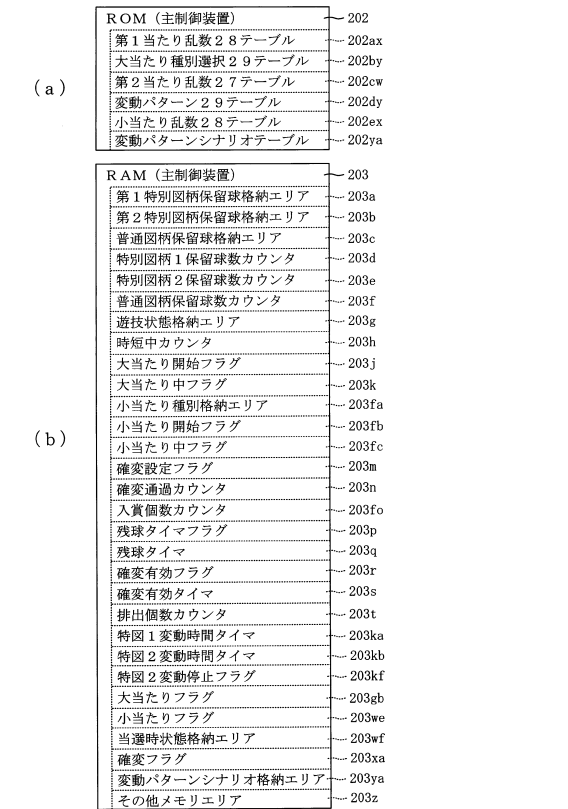 ROM（主制御装置） 202
第１当たり乱数２８テーブル 202ax
大当たり種別選択２９テーブル 202by
（a） 第２当たり乱数２７テーブル 202cw
変動パターン２９テーブル 202dy
小当たり乱数２８テーブル 202ex
変動パターンシナリオテーブル 202ya
RAM（主制御装置） 203
第１特別図柄保留球格納エリア 203a
第２特別図柄保留球格納エリア 203b
普通図柄保留球格納エリア 203c
特別図柄１保留球数カウンタ 203d
特別図柄２保留球数カウンタ 203e
普通図柄保留球数カウンタ 203f
遊技状態格納エリア 203g
時短中カウンタ 203h
大当たり開始フラグ 203j
大当たり中フラグ 203k
小当たり種別格納エリア 203fa
小当たり開始フラグ 203fb
（b） 小当たり中フラグ 203fc
確変設定フラグ 203m
確変通過カウンタ 203n
入賞個数カウンタ 203fo
残球タイマフラグ 203p
残球タイマ 203q
確変有効フラグ 203r
確変有効タイマ 203s
排出個数カウンタ 203t
特図１変動時間タイマ 203ka
特図２変動時間タイマ 203kb
特図２変動停止フラグ 203kf
大当たりフラグ 203gb
小当たりフラグ 203we
当選時状態格納エリア 203wf
確変フラグ 203xa
変動パターンシナリオ格納エリア 203ya
その他メモリエリア 203z